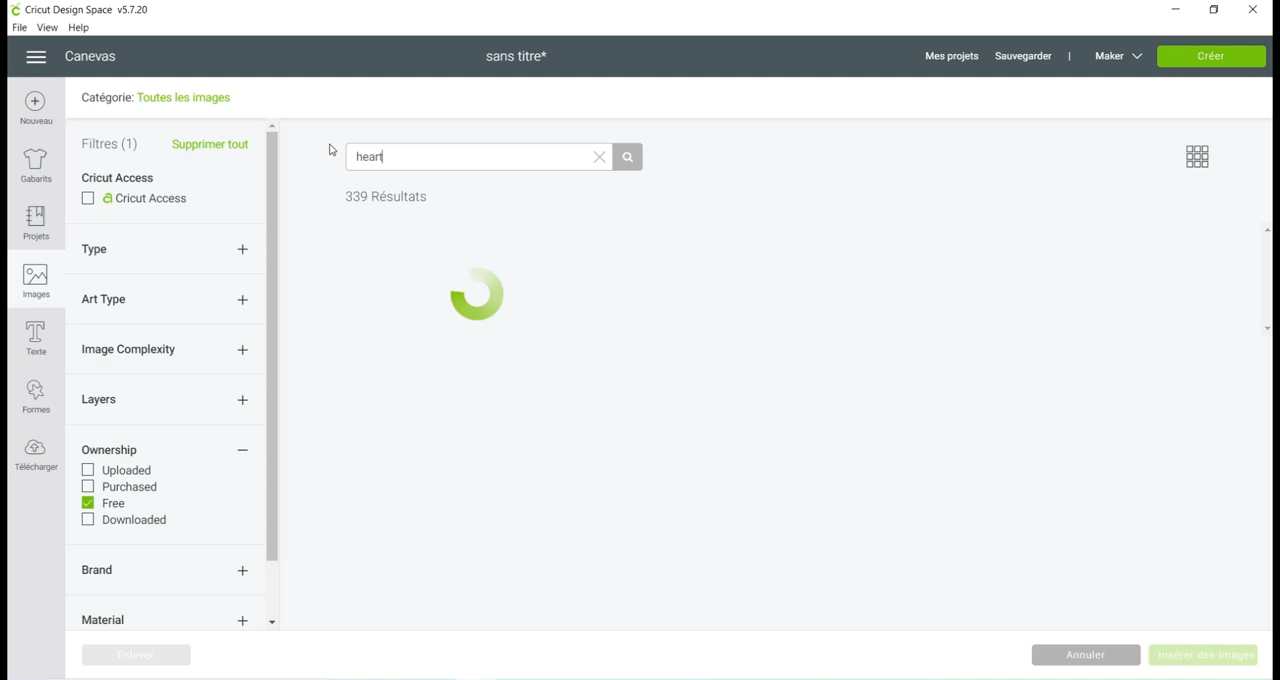 Cricut Design Space v5.7.20
File View Help
Canevas
sans titre*
Mes projets Sauvegarder | Maker Créer
Nouveau
Gabarits
Projets
Images
Texte
Formes
Télécharger
Catégorie: Toutes les images
Filtres (1) Supprimer tout
Cricut Access
Cricut Access
Type
Art Type
Image Complexity
Layers
Ownership
Uploaded
Purchased
Free
Downloaded
Brand
Material
heart
339 Résultats
Enlever
Annuler Insérer des images